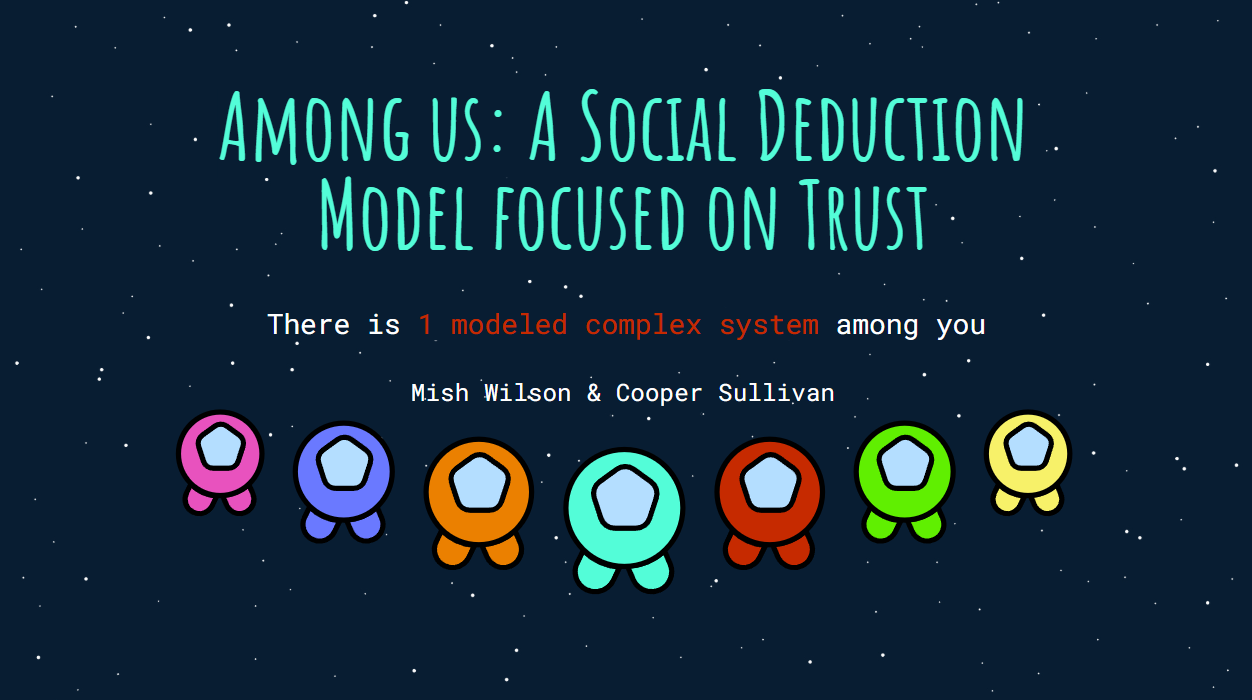 Among us: A Social Deduction
Model focused on Trust
There is 1 modeled complex system among you
Mish Wilson & Cooper Sullivan